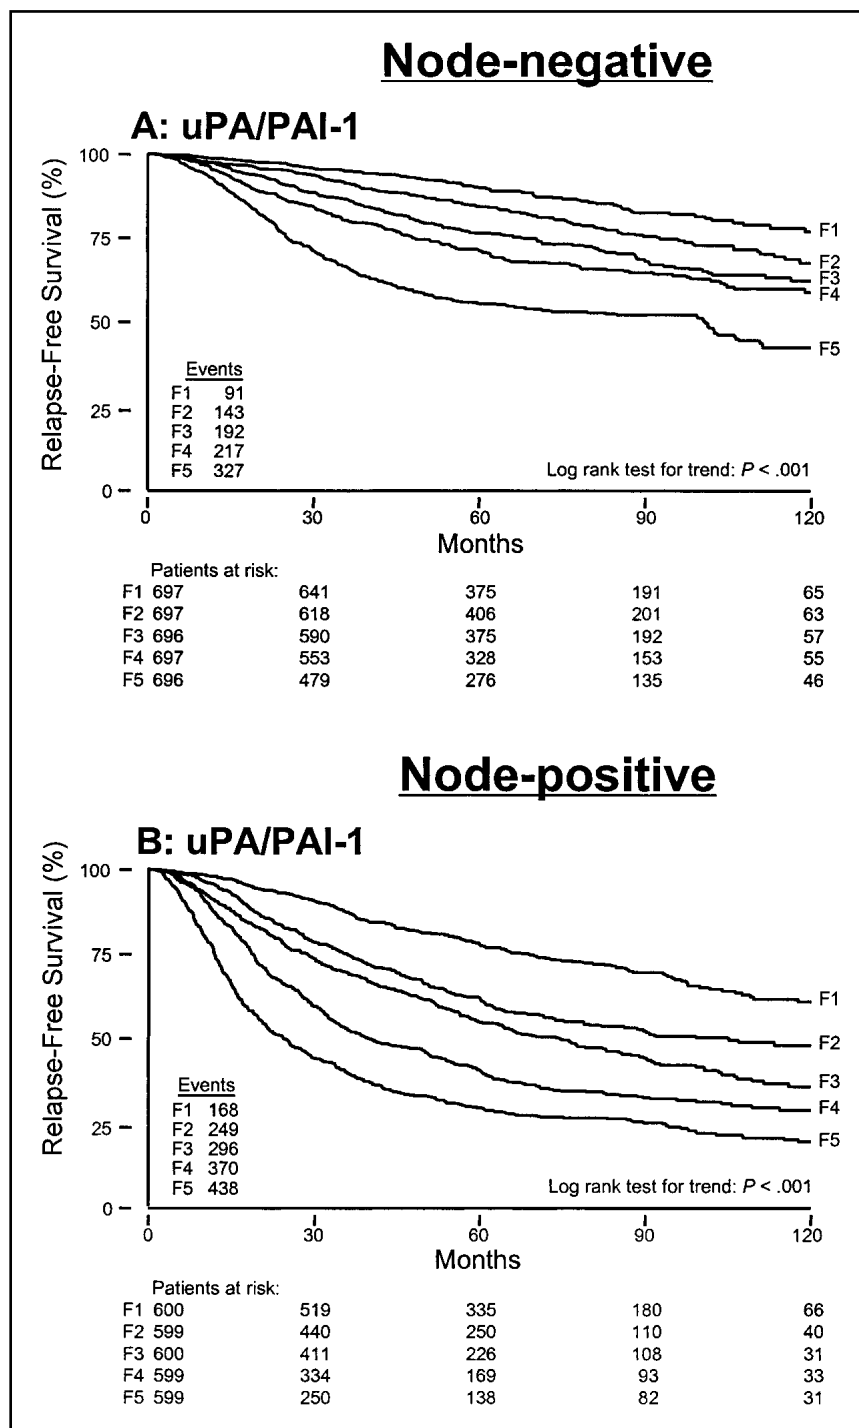 Node-negative
A: uPA/PAI-1
Relapse-Free Survival (%)
100
75
50
25
0
F1
F2
F3
F4
F5
Events
F1 91
F2 143
F3 192
F4 217
F5 327
Log rank test for trend: P < .001
0 30 60 90 120
Months
Patients at risk:
F1 697 641 375 191 65
F2 697 618 406 201 63
F3 696 590 375 192 57
F4 697 553 328 153 55
F5 696 479 276 135 46
Node-positive
B: uPA/PAI-1
Relapse-Free Survival (%)
100
75
50
25
0
F1
F2
F3
F4
F5
Events
F1 168
F2 249
F3 296
F4 370
F5 438
Log rank test for trend: P < .001
0 30 60 90 120
Months
Patients at risk:
F1 600 519 335 180 66
F2 599 440 250 110 40
F3 600 411 226 108 31
F4 599 334 169 93 33
F5 599 250 138 82 31